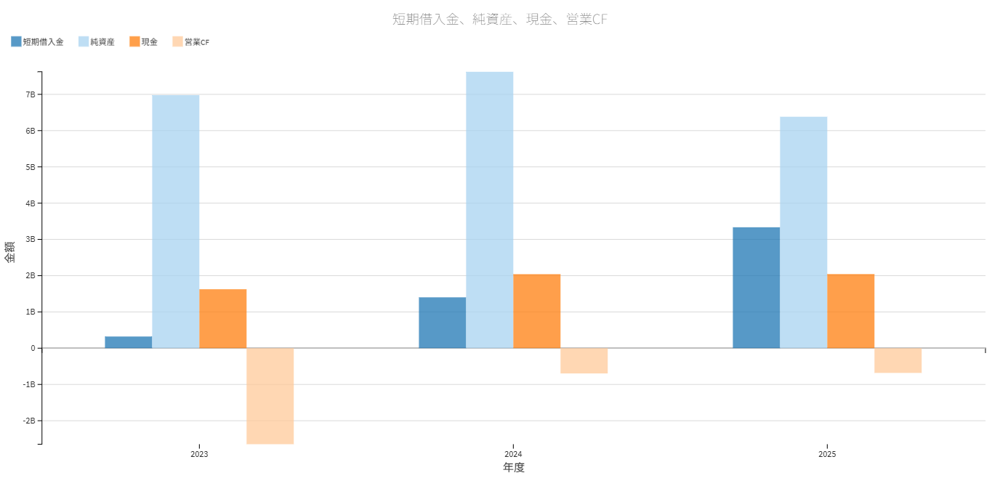 短期借入金、純資産、現金、営業CF
短期借入金 純資産 現金 営業CF
7B
6B
5B
4B
3B
2B
1B
0
-1B
-2B
金額
2023 2024 2025
年度